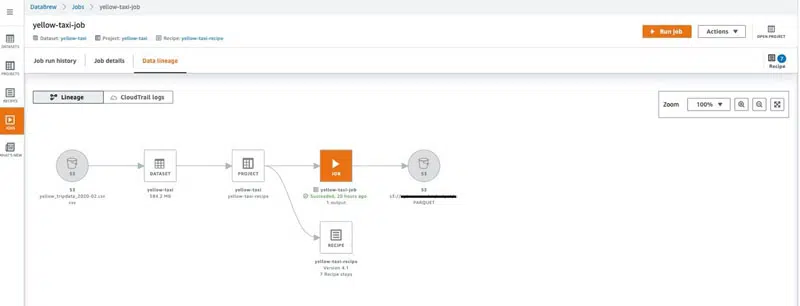 DataBrew > Jobs > yellow-taxi-job
yellow-taxi-job
Dataset: yellow-taxi Project: yellow-taxi Recipe: yellow-taxi-recipe
Run job
Actions
OPEN PROJECT
Job run history
Job details
Data lineage
7
Recipe
DATASETS
PROJECTS
RECIPES
JOBS
WHAT'S NEW
Lineage
CloudTrail logs
Zoom
100%
S3
yellow_tripdata_2020-02.csv
csv
DATASET
yellow-taxi
584.2 MB
PROJECT
yellow-taxi
yellow-taxi-recipe
JOB
yellow-taxi-job
Succeeded, 20 hours ago
1 output
S3
PARQUET
RECIPE
yellow-taxi-recipe
Version 4.1
7 Recipe steps